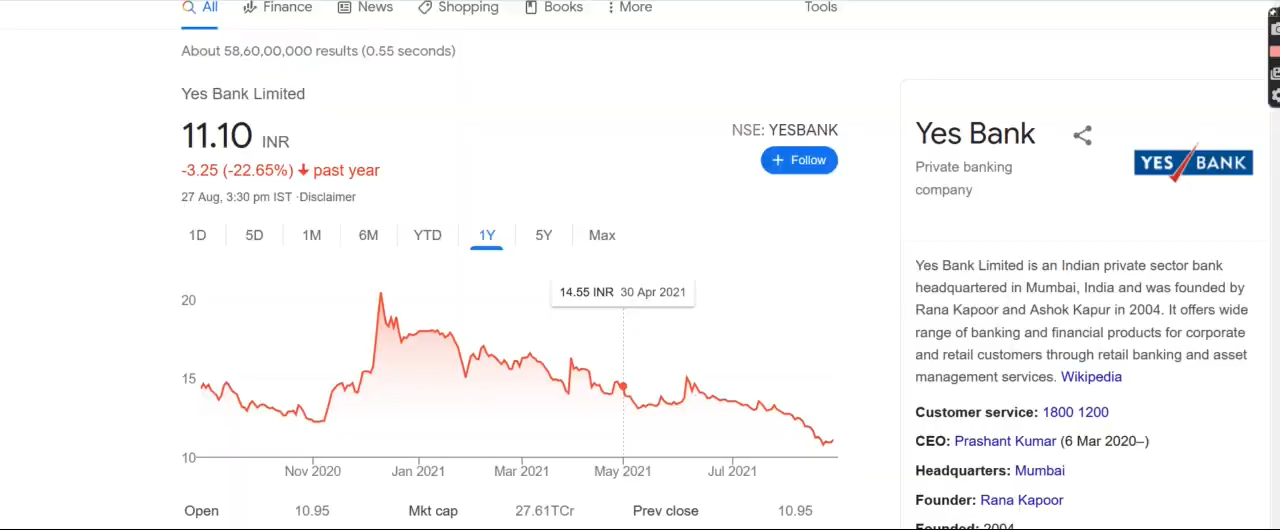 All Finance News Shopping Books More Tools
About 58,60,00,000 results (0.55 seconds)
Yes Bank Limited
11.10 INR
NSE: YESBANK
+ Follow
-3.25 (-22.65%) past year
27 Aug, 3:30 pm IST ·Disclaimer
1D 5D 1M 6M YTD 1Y 5Y Max
14.55 INR 30 Apr 2021
20
15
10
Nov 2020 Jan 2021 Mar 2021 May 2021 Jul 2021
Open 10.95 Mkt cap 27.61TCr Prev close 10.95
Yes Bank
Private banking
company
YES BANK
Yes Bank Limited is an Indian private sector bank
headquartered in Mumbai, India and was founded by
Rana Kapoor and Ashok Kapur in 2004. It offers wide
range of banking and financial products for corporate
and retail customers through retail banking and asset
management services. Wikipedia
Customer service: 1800 1200
CEO: Prashant Kumar (6 Mar 2020–)
Headquarters: Mumbai
Founder: Rana Kapoor
Founded: 2004